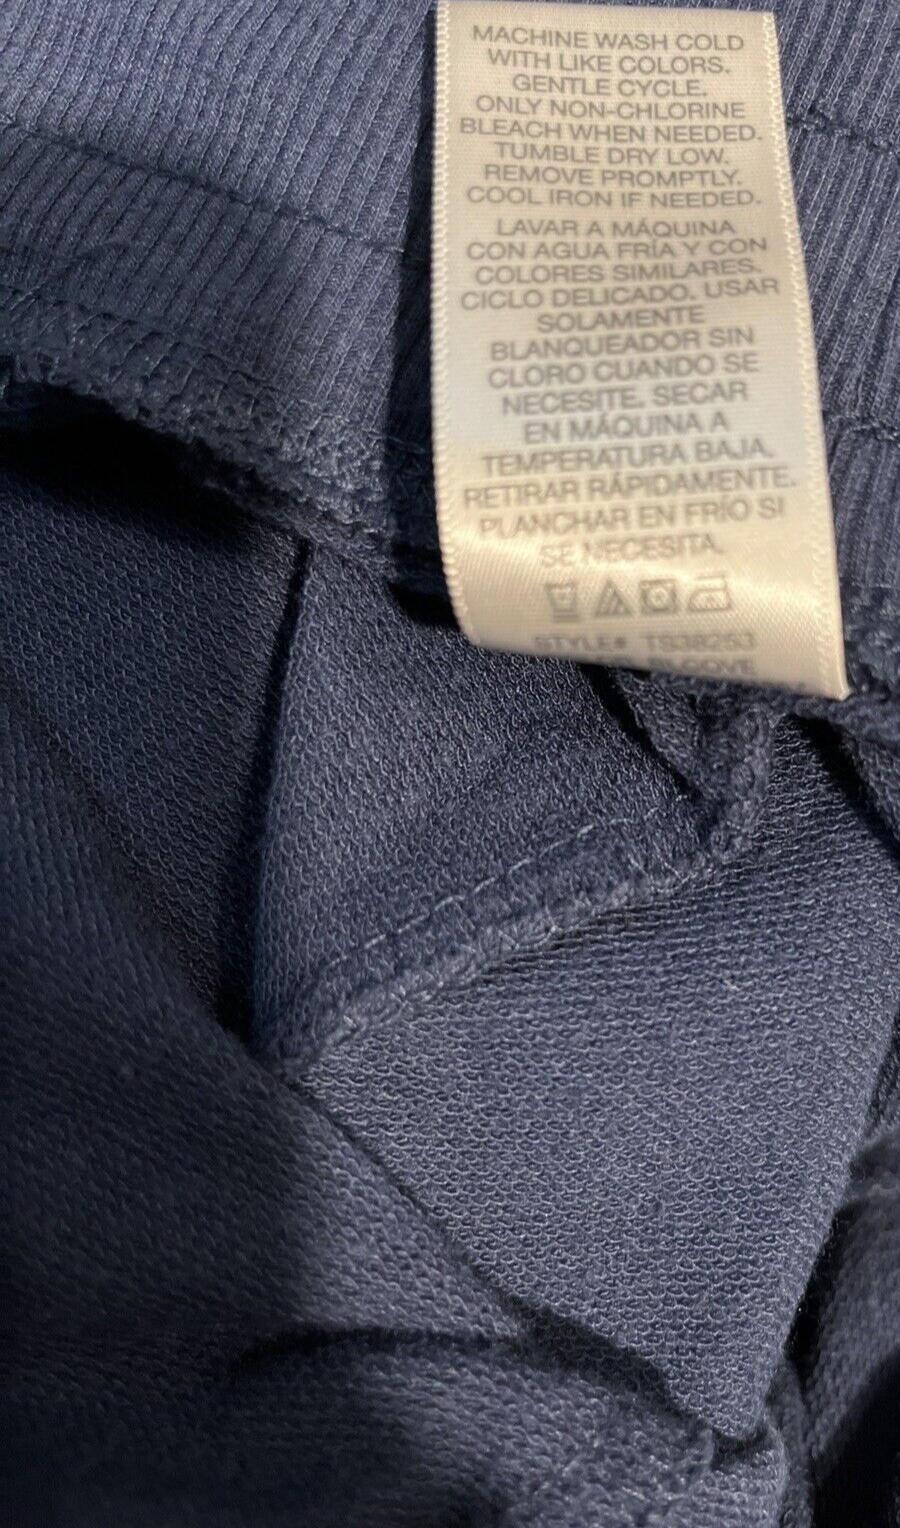 MACHINE WASH COLD
WITH LIKE COLORS.
GENTLE CYCLE.
ONLY NON-CHLORINE
BLEACH WHEN NEEDED.
TUMBLE DRY LOW.
REMOVE PROMPTLY.
COOL IRON IF NEEDED.
LAVAR A MÁQUINA
CON AGUA FRÍA Y CON
COLORES SIMILARES.
CICLO DELICADO. USAR
SOLAMENTE
BLANQUEADOR SIN
CLORO CUANDO SE
NECESITE. SECAR
EN MÁQUINA A
TEMPERATURA BAJA.
RETIRAR RÁPIDAMENTE.
PLANCHAR EN FRÍO SI
SE NECESITA.
STYLE# TS38253